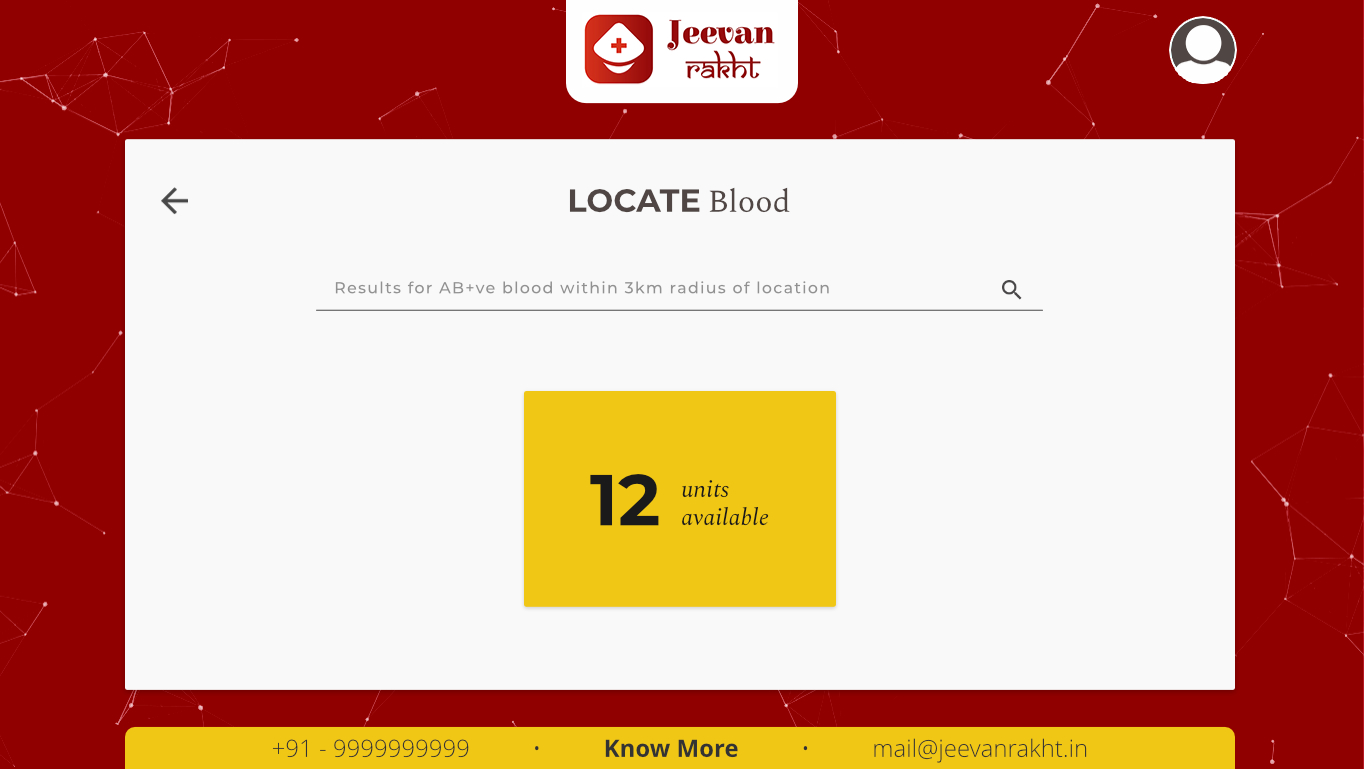 Jeevan
rakht
LOCATE Blood
Results for AB+ve blood within 3km radius of location
12 units
available
+91 - 9999999999 · Know More · mail@jeevanrakht.in